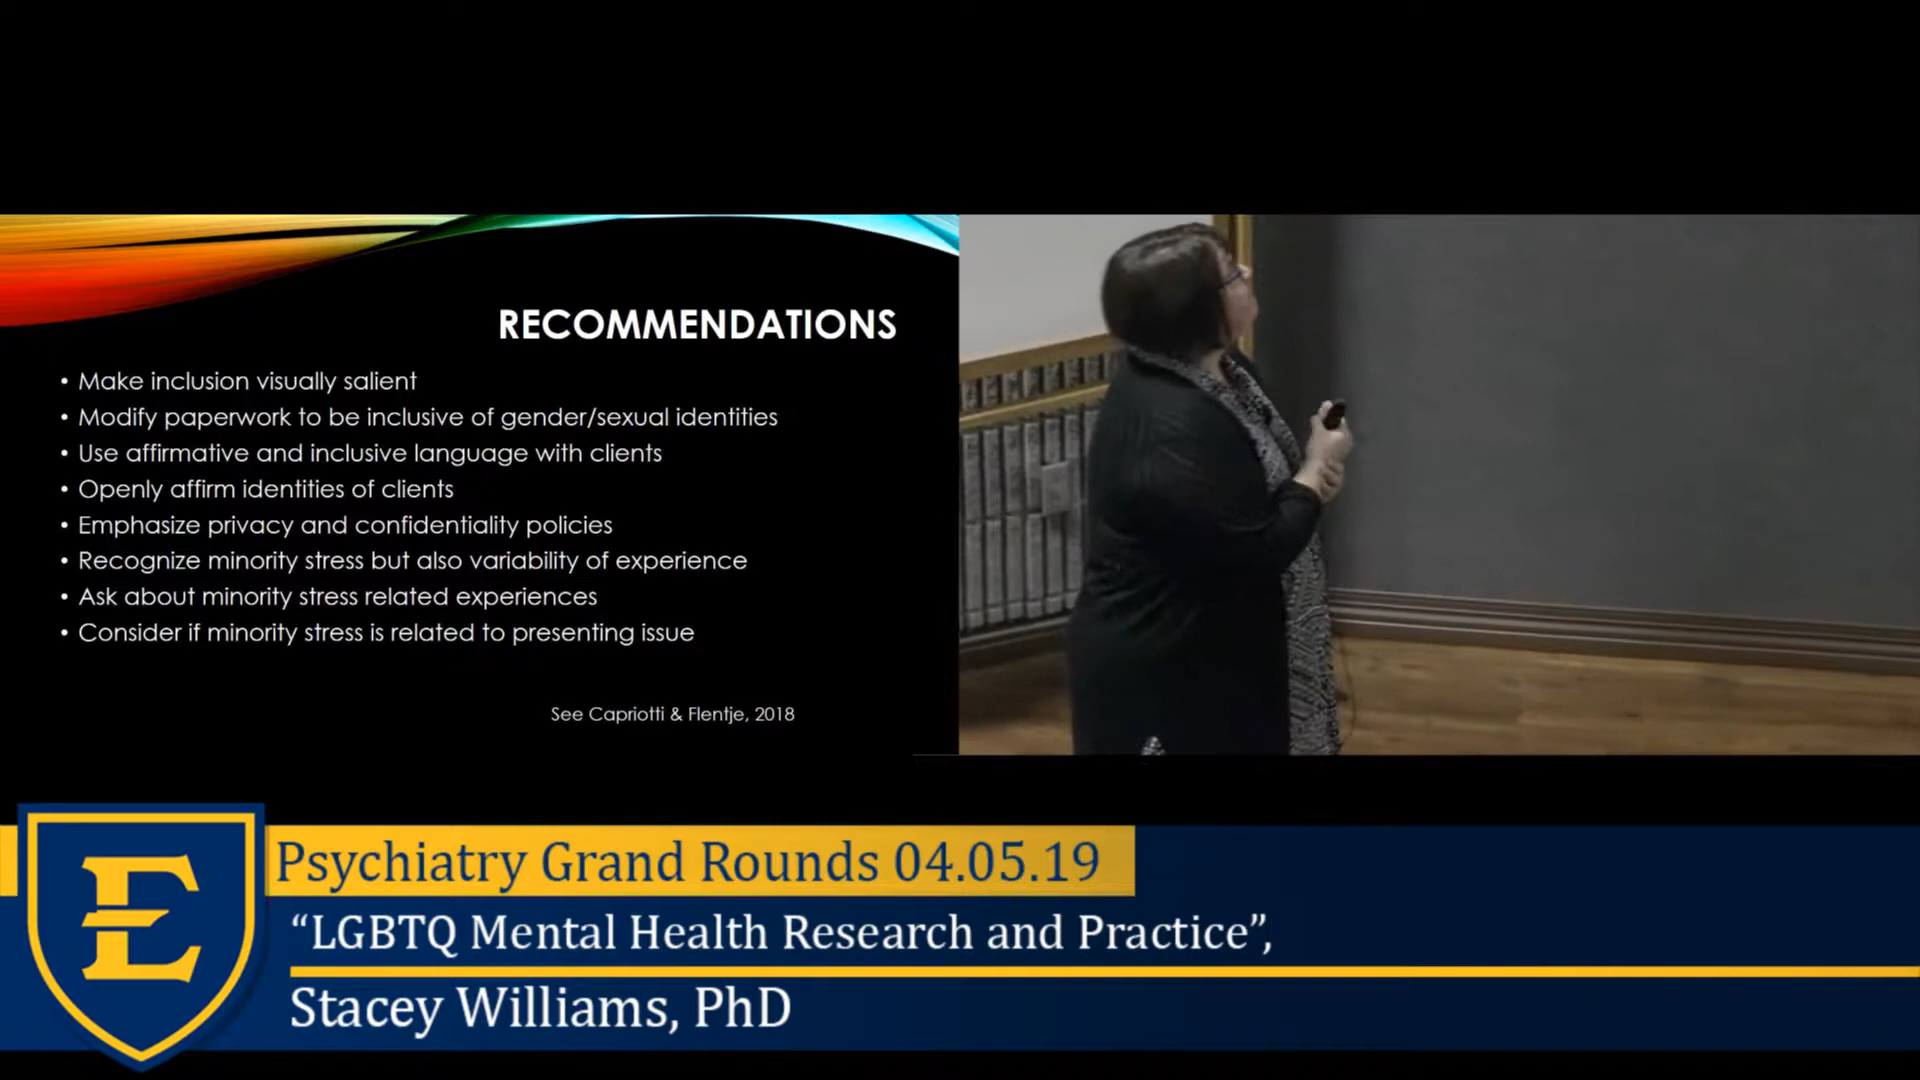 RECOMMENDATIONS
• Make inclusion visually salient
• Modify paperwork to be inclusive of gender/sexual identities
• Use affirmative and inclusive language with clients
• Openly affirm identities of clients
• Emphasize privacy and confidentiality policies
• Recognize minority stress but also variability of experience
• Ask about minority stress related experiences
• Consider if minority stress is related to presenting issue
See Capriotti & Flentje, 2018
E
Psychiatry Grand Rounds 04.05.19
“LGBTQ Mental Health Research and Practice”,
Stacey Williams, PhD